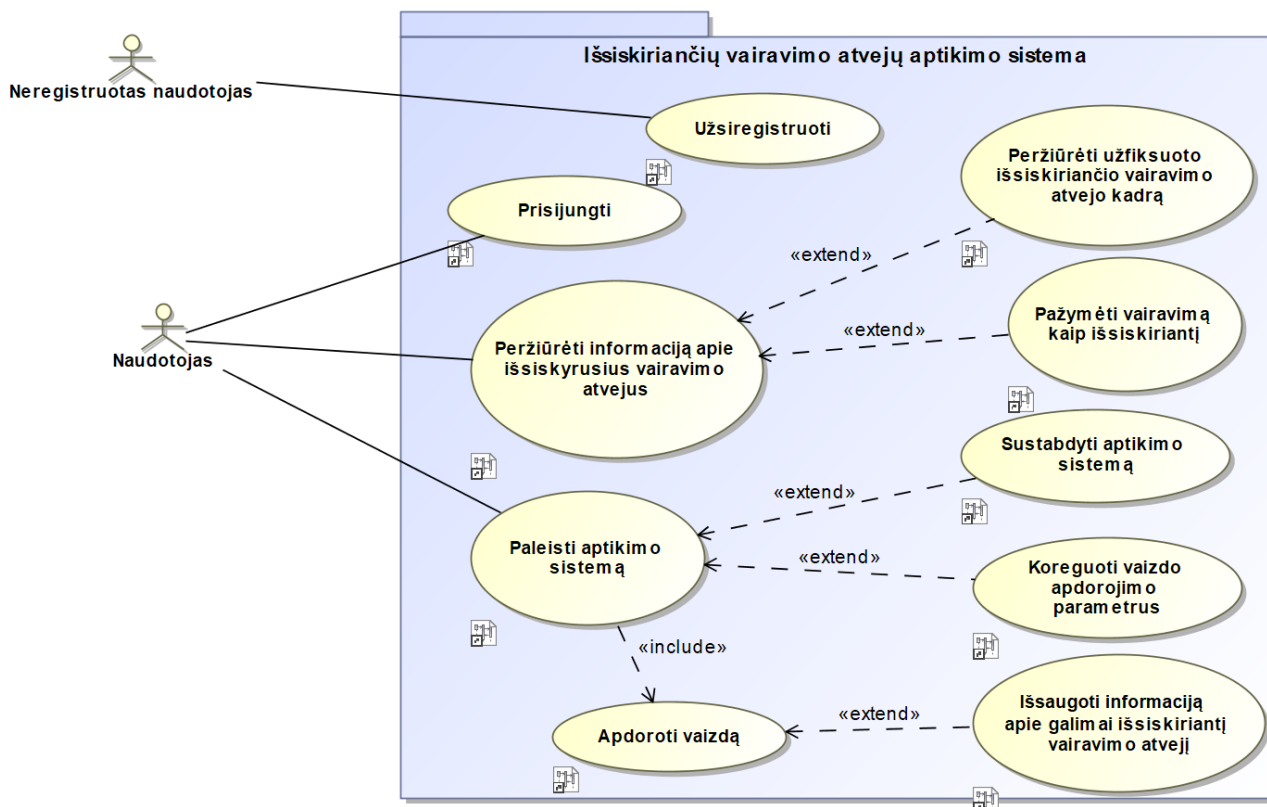 Išsiskiriančių vairavimo atvejų aptikimo sistema
Neregistruotas naudotojas
Užsiregistruoti
Peržiūrėti užfiksuoto
išsiskiriančio vairavimo
atvejo kadrą
Prisijungti
«extend»
Pažymėti vairavimą
kaip išsiskiriantį
«extend»
Naudotojas
Peržiūrėti informaciją apie
išsiskyrusius vairavimo
atvejus
Sustabdyti aptikimo
sistemą
«extend»
Paleisti aptikimo
sistemą
«extend»
Koreguoti vaizdo
apdorojimo
parametrus
«include»
Išsaugoti informaciją
apie galimai išsiskiriantį
vairavimo atvejį
«extend»
Apdoroti vaizdą